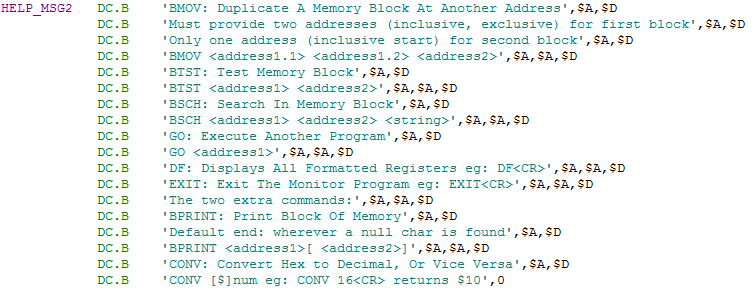 HELP_MSG2 DC.B 'BMOV: Duplicate A Memory Block At Another Address',$A,$D
DC.B 'Must provide two addresses (inclusive, exclusive) for first block',$A,$D
DC.B 'Only one address (inclusive start) for second block',$A,$D
DC.B 'BMOV <address1.1> <address1.2> <address2>',$A,$A,$D
DC.B 'BTST: Test Memory Block',$A,$D
DC.B 'BTST <address1> <address2>',$A,$A,$D
DC.B 'BSCH: Search In Memory Block',$A,$D
DC.B 'BSCH <address1> <address2> <string>',$A,$A,$D
DC.B 'GO: Execute Another Program',$A,$D
DC.B 'GO <address1>',$A,$A,$D
DC.B 'DF: Displays All Formatted Registers eg: DF<CR>',$A,$A,$D
DC.B 'EXIT: Exit The Monitor Program eg: EXIT<CR>',$A,$A,$D
DC.B 'The two extra commands:',$A,$A,$D
DC.B 'BPRINT: Print Block Of Memory',$A,$D
DC.B 'Default end: wherever a null char is found',$A,$D
DC.B 'BPRINT <address1>[ <address2>]',$A,$A,$D
DC.B 'CONV: Convert Hex to Decimal, Or Vice Versa',$A,$D
DC.B 'CONV [$]num eg: CONV 16<CR> returns $10',0